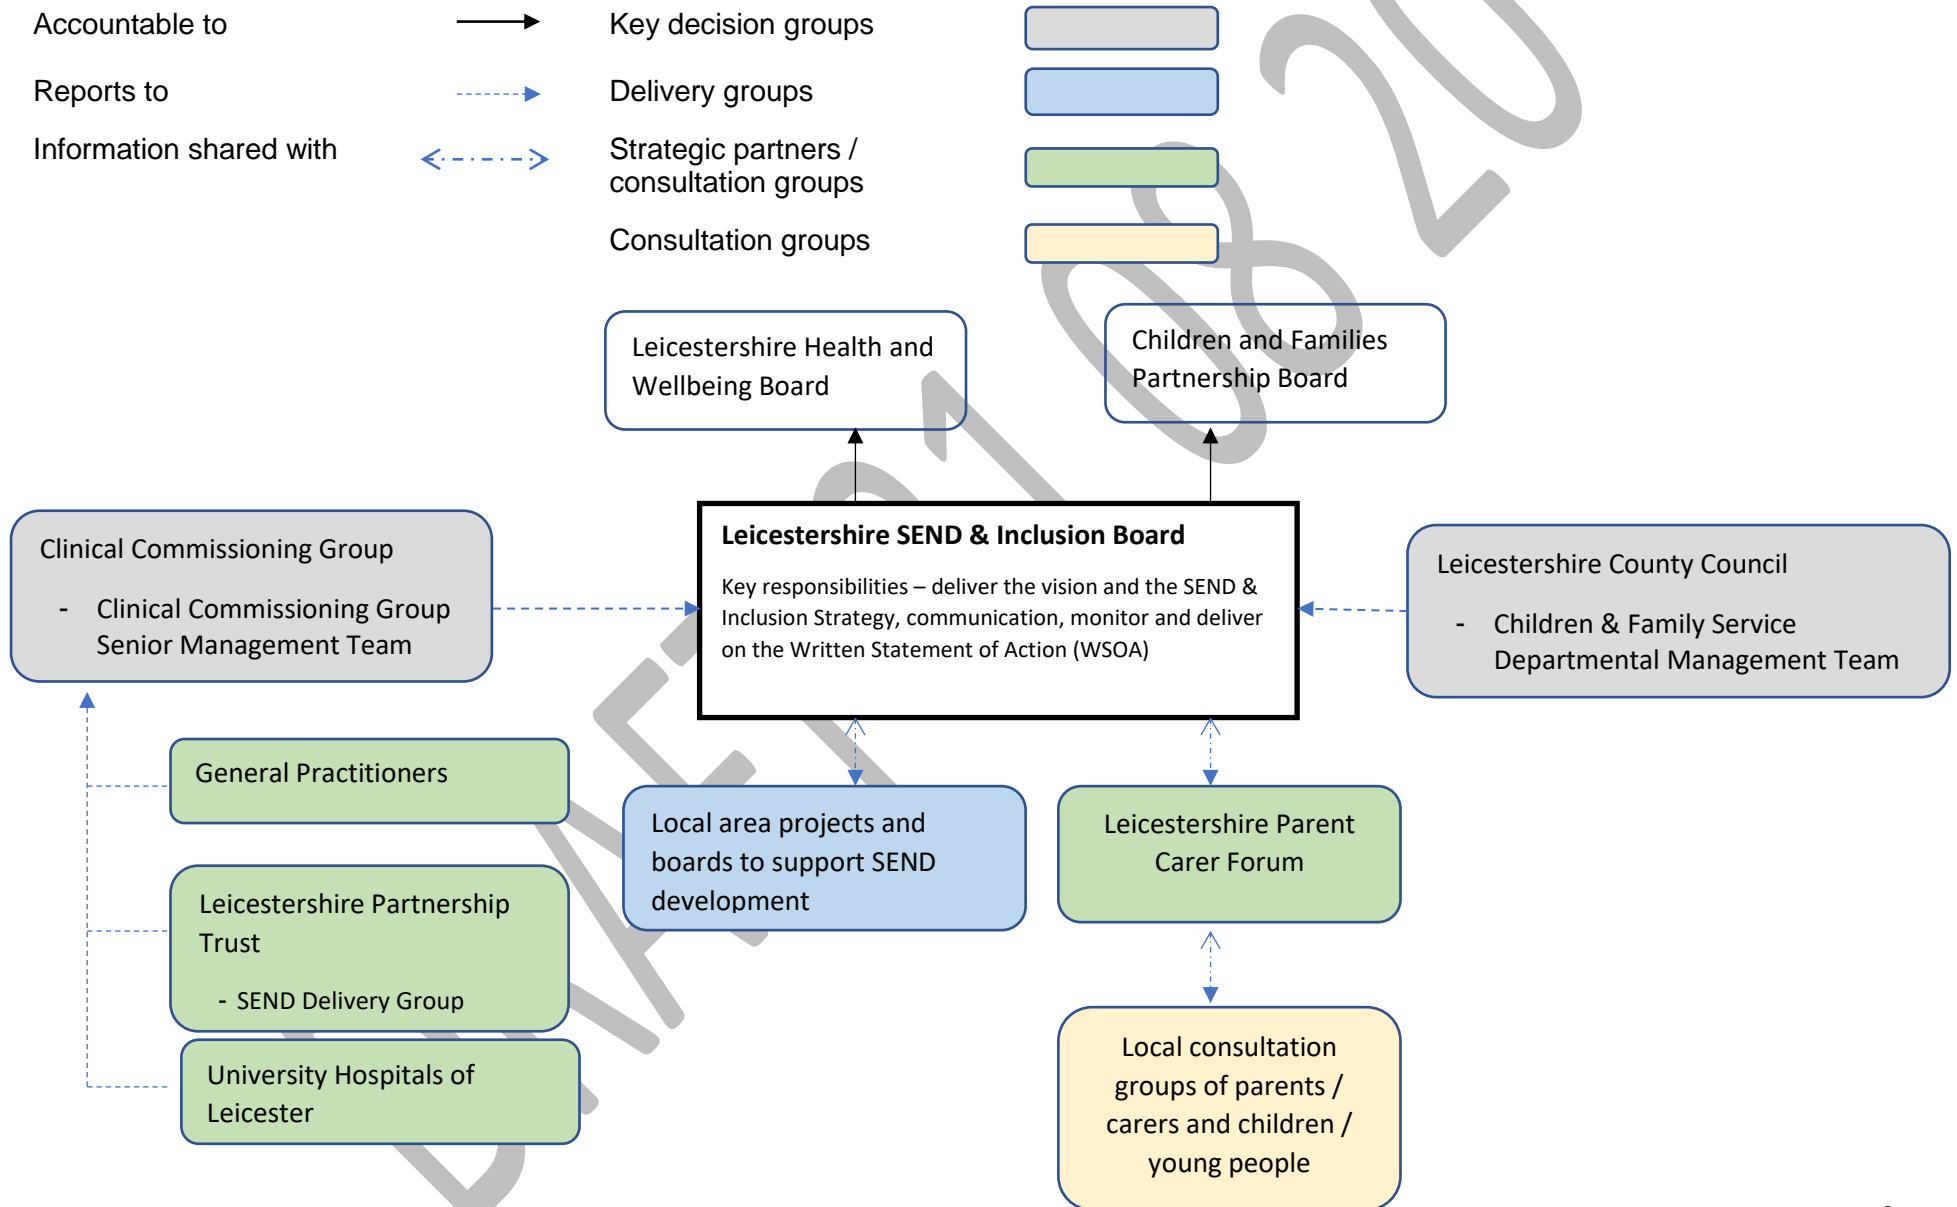 Accountable to
Key decision groups
Reports to
Delivery groups
Information shared with
Strategic partners /
consultation groups
Consultation groups
Leicestershire Health and
Wellbeing Board
Children and Families
Partnership Board
Clinical Commissioning Group
- Clinical Commissioning Group
Senior Management Team
Leicestershire SEND & Inclusion Board
Key responsibilities – deliver the vision and the SEND &
Inclusion Strategy, communication, monitor and deliver
on the Written Statement of Action (WSOA)
Leicestershire County Council
- Children & Family Service
Departmental Management Team
General Practitioners
Leicestershire Partnership
Trust
- SEND Delivery Group
University Hospitals of
Leicester
Local area projects and
boards to support SEND
development
Leicestershire Parent
Carer Forum
Local consultation
groups of parents /
carers and children /
young people
DRAFT 21 08 20